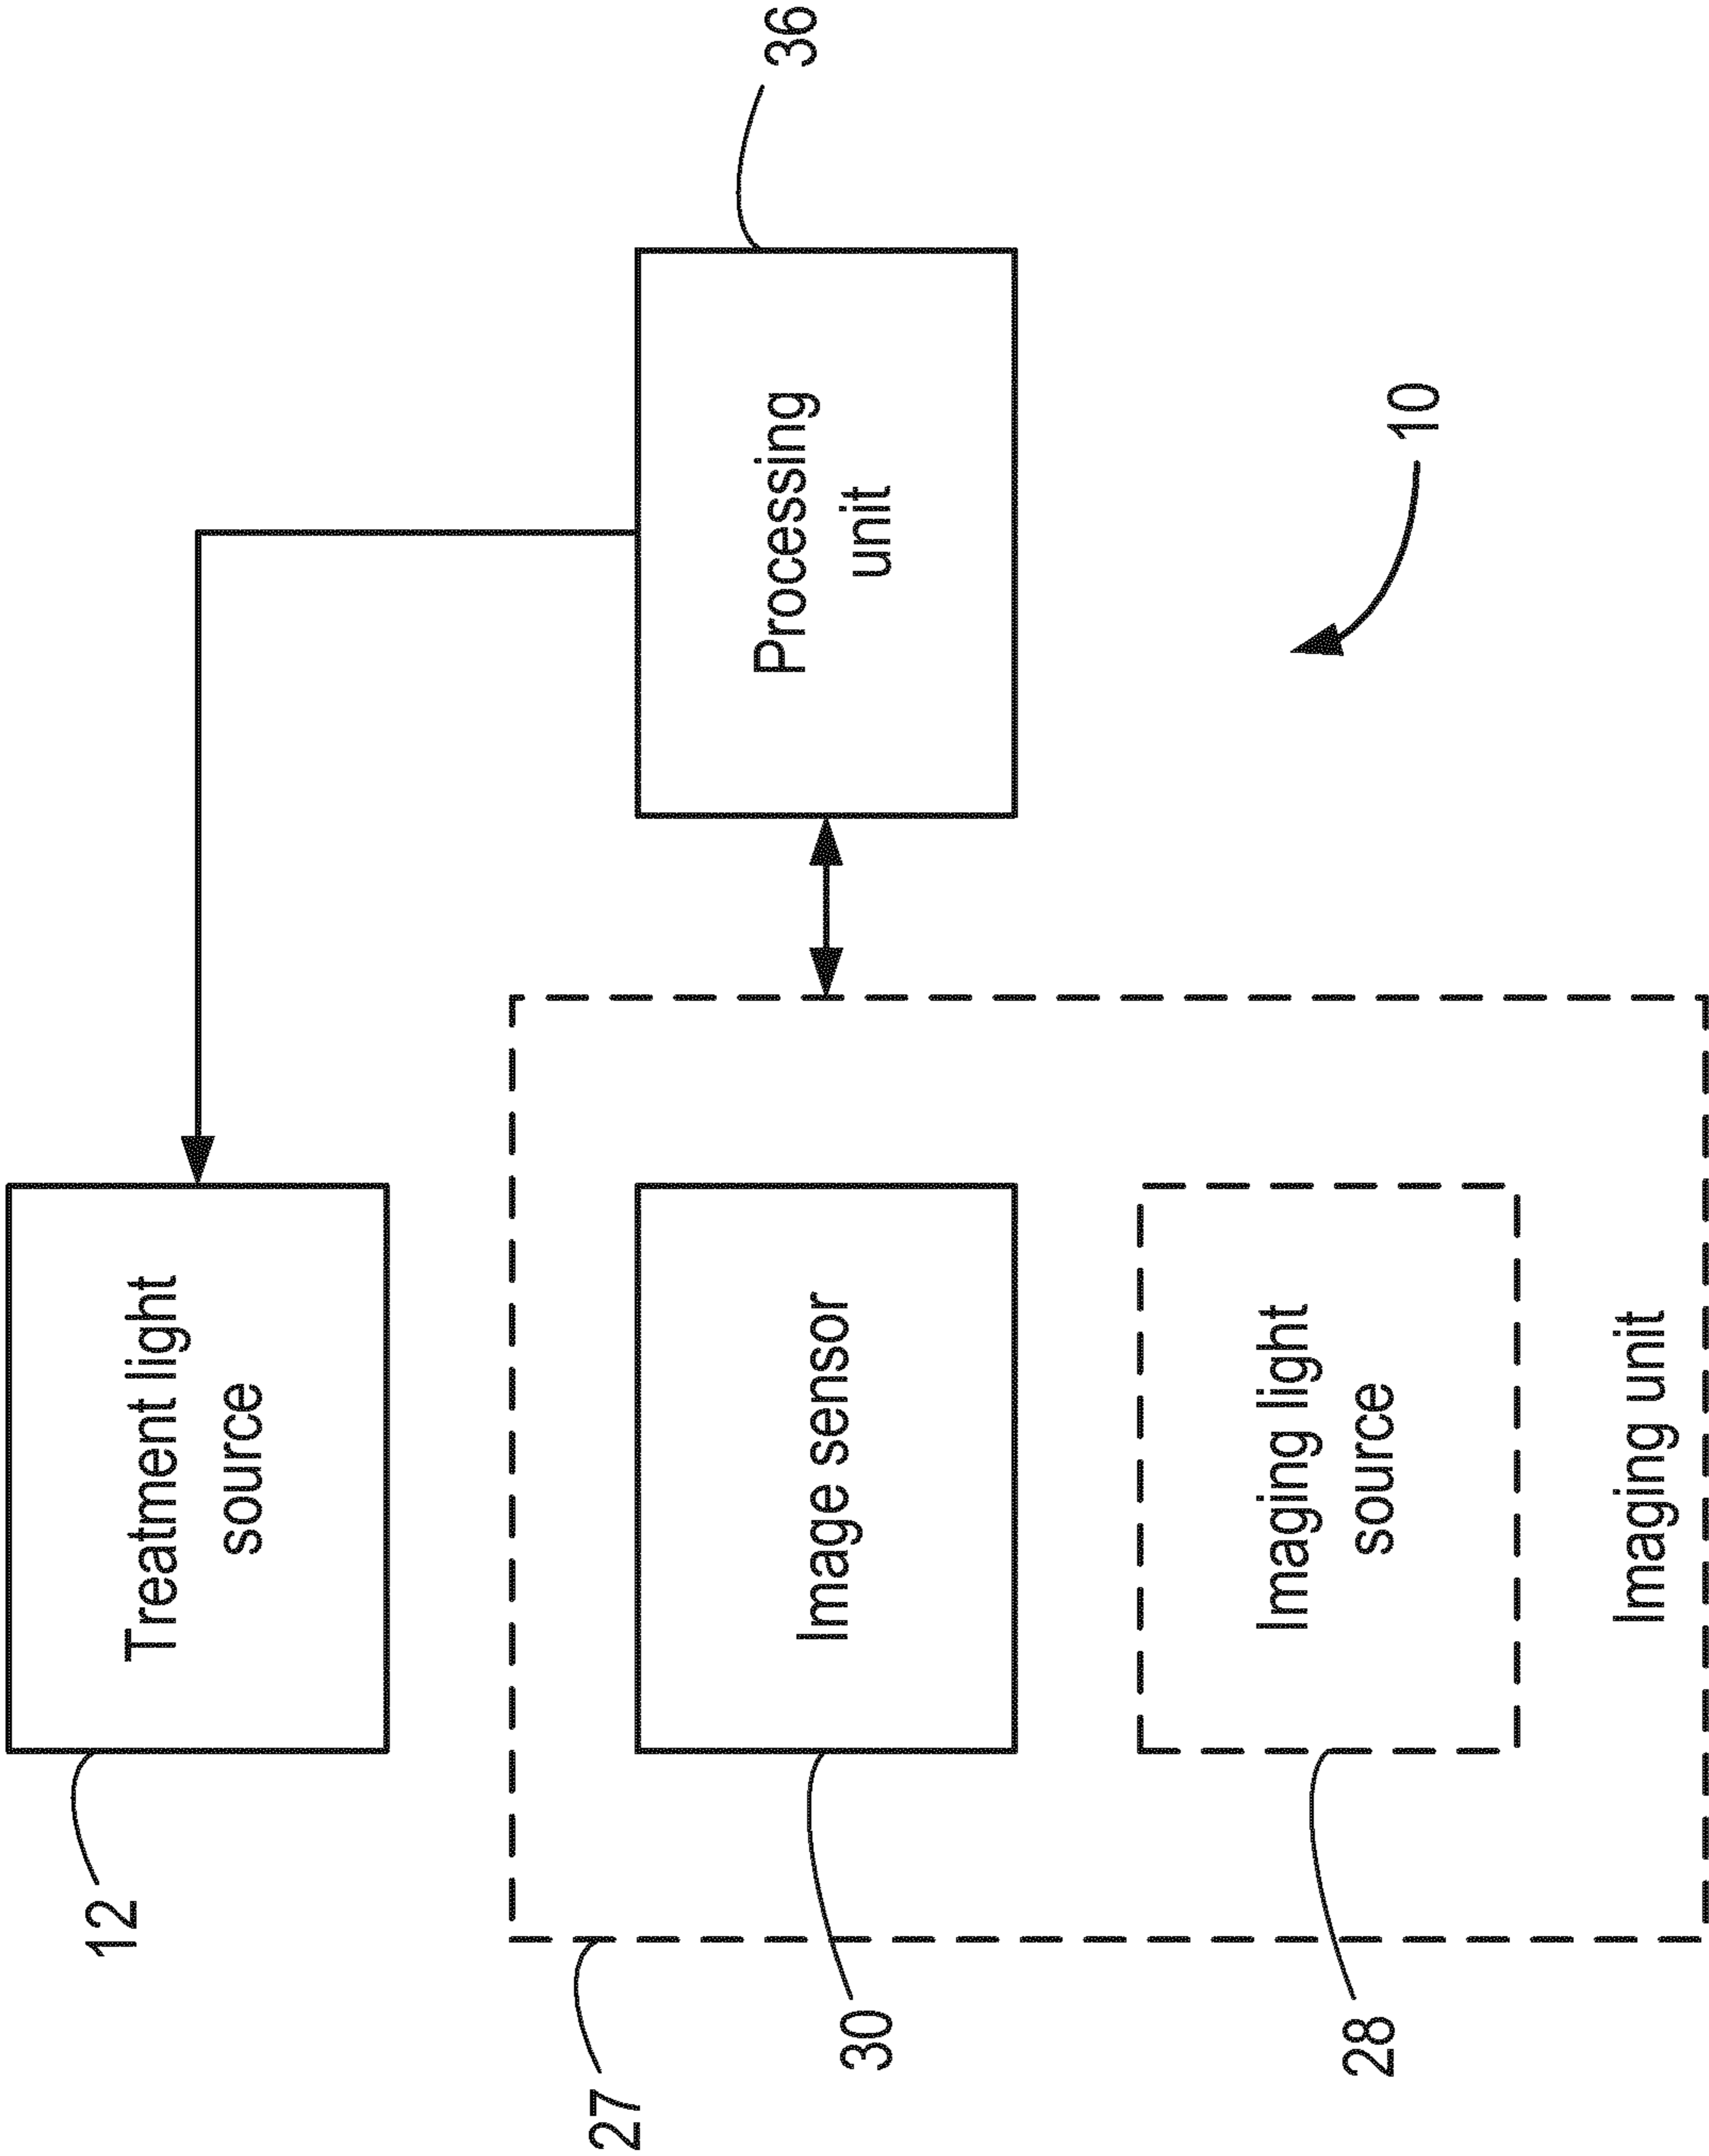 12
Treatment light
source
27
30
Image sensor
Processing
unit
36
28
Imaging light
source
Imaging unit
10